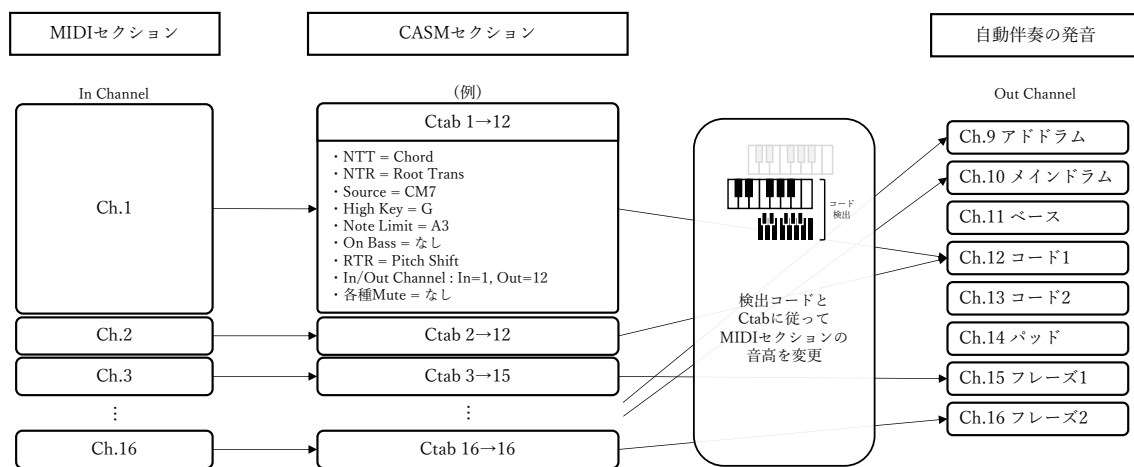 MIDIセクション
CASMセクション
自動伴奏の発音
In Channel
(例)
Out Channel
Ch.1
Ctab 1→12
・NTT = Chord
・NTR = Root Trans
・Source = CM7
・High Key = G
・Note Limit = A3
・On Bass = なし
・RTR = Pitch Shift
・In/Out Channel : In=1, Out=12
・各種Mute = なし
Ch.2
Ctab 2→12
Ch.3
Ctab 3→15
⋮
⋮
Ch.16
Ctab 16→16
コード
検出
検出コードと
Ctabに従って
MIDIセクションの
音高を変更
Ch.9 アドドラム
Ch.10 メインドラム
Ch.11 ベース
Ch.12 コード1
Ch.13 コード2
Ch.14 パッド
Ch.15 フレーズ1
Ch.16 フレーズ2